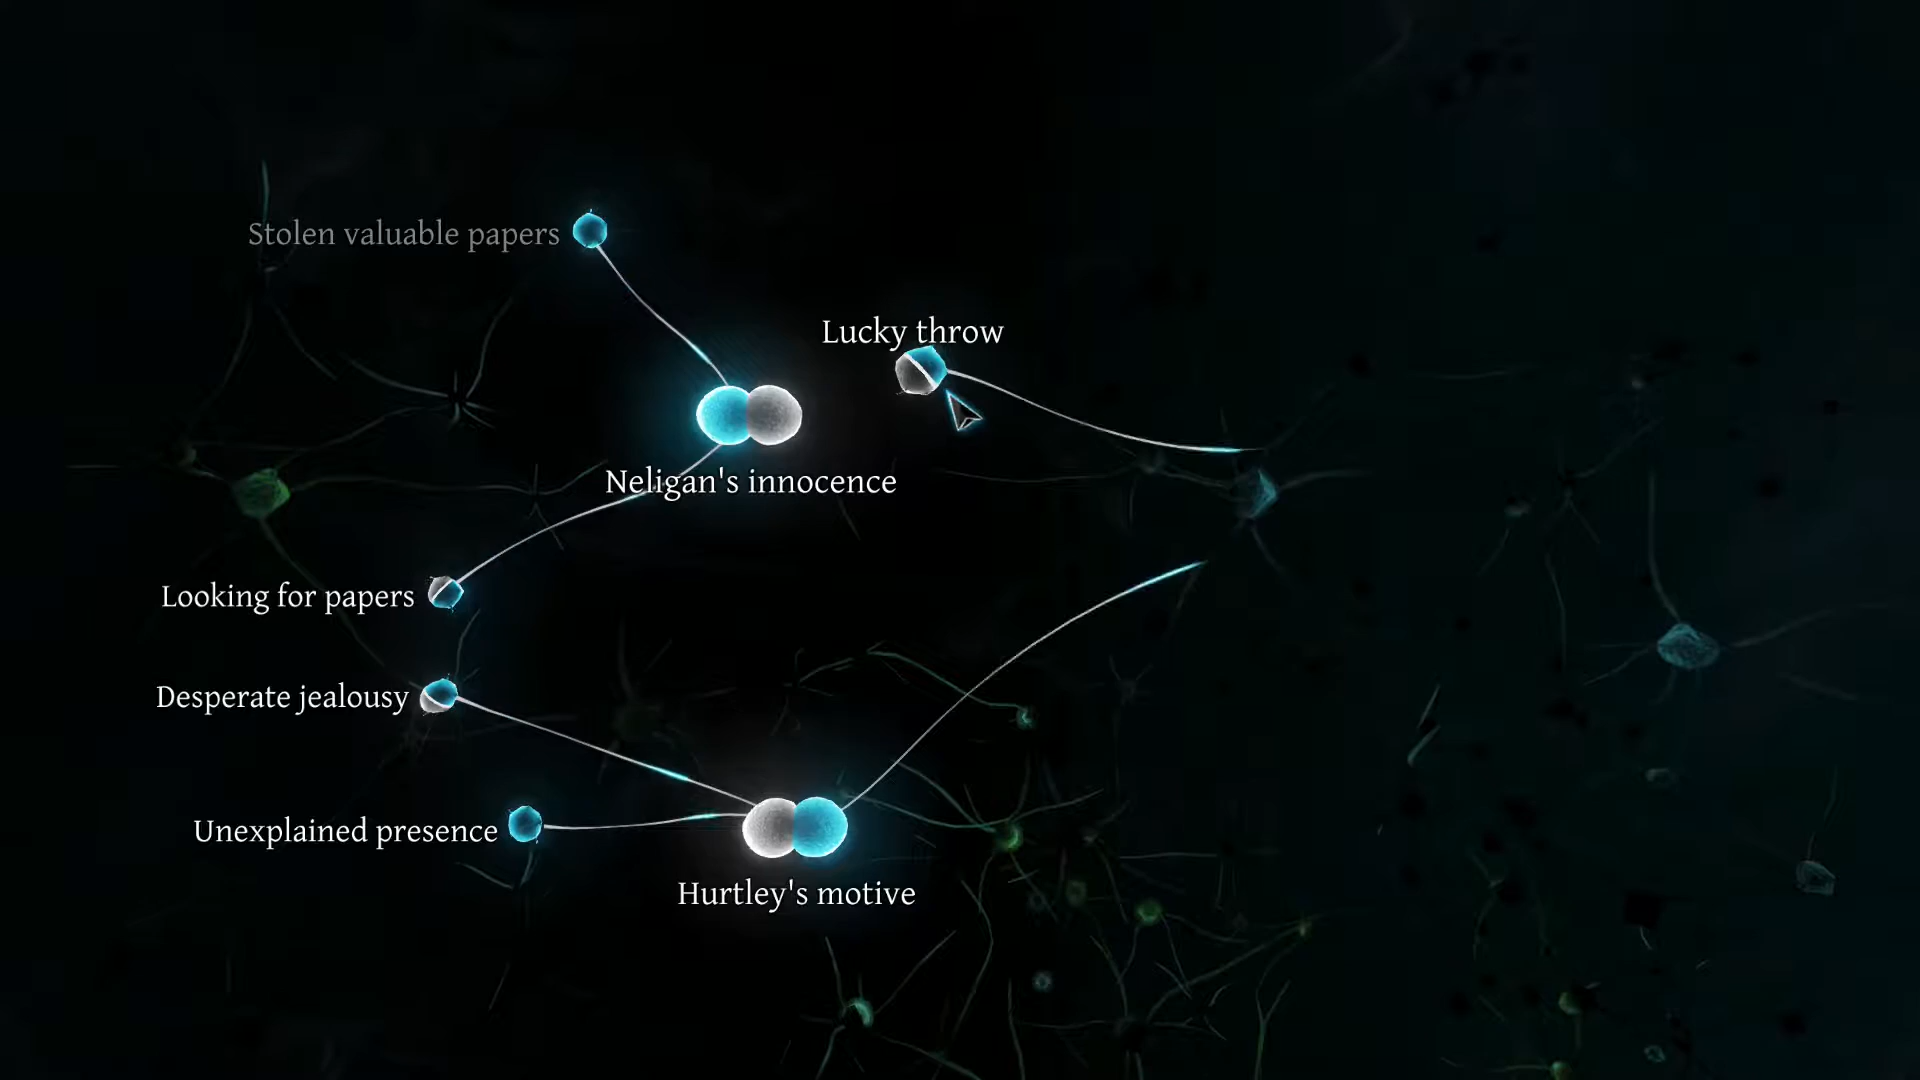 Stolen valuable papers
Lucky throw
Neligan's innocence
Looking for papers
Desperate jealousy
Unexplained presence
Hurtley's motive